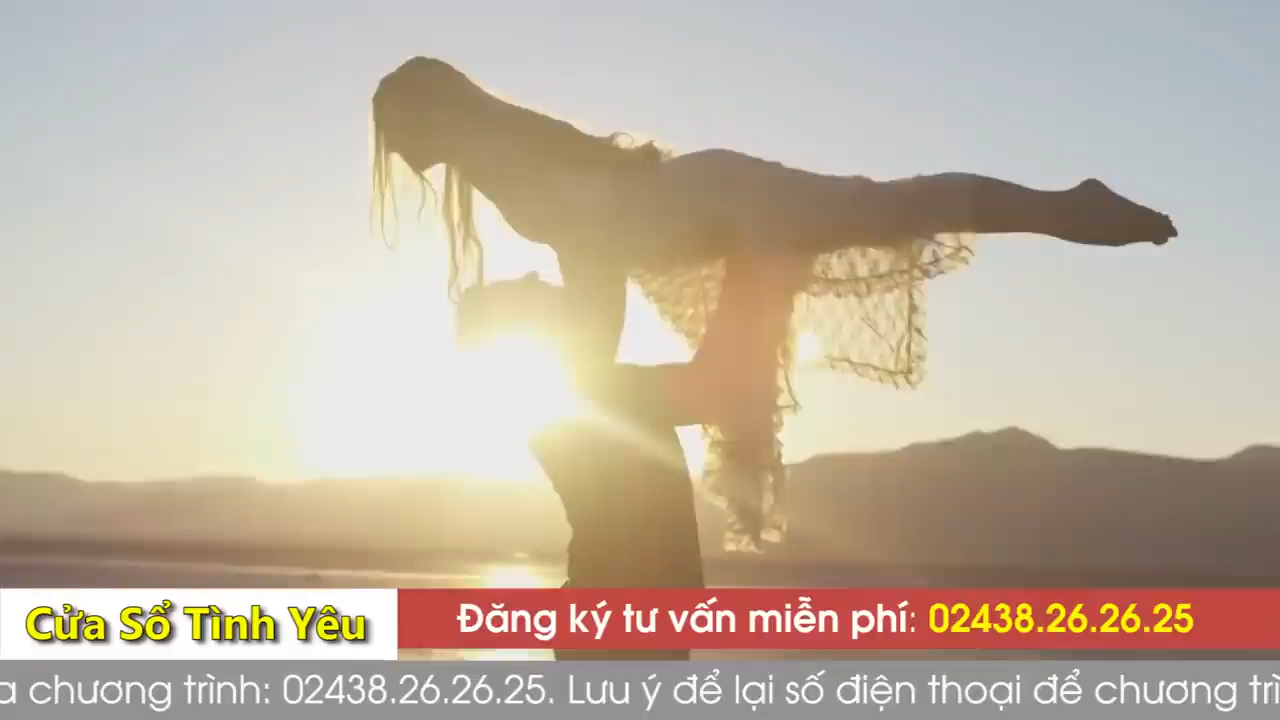 Cửa Sổ Tình Yêu
Đăng ký tư vấn miễn phí: 02438.26.26.25
chương trình: 02438.26.26.25. Lưu ý để lại số điện thoại để chương